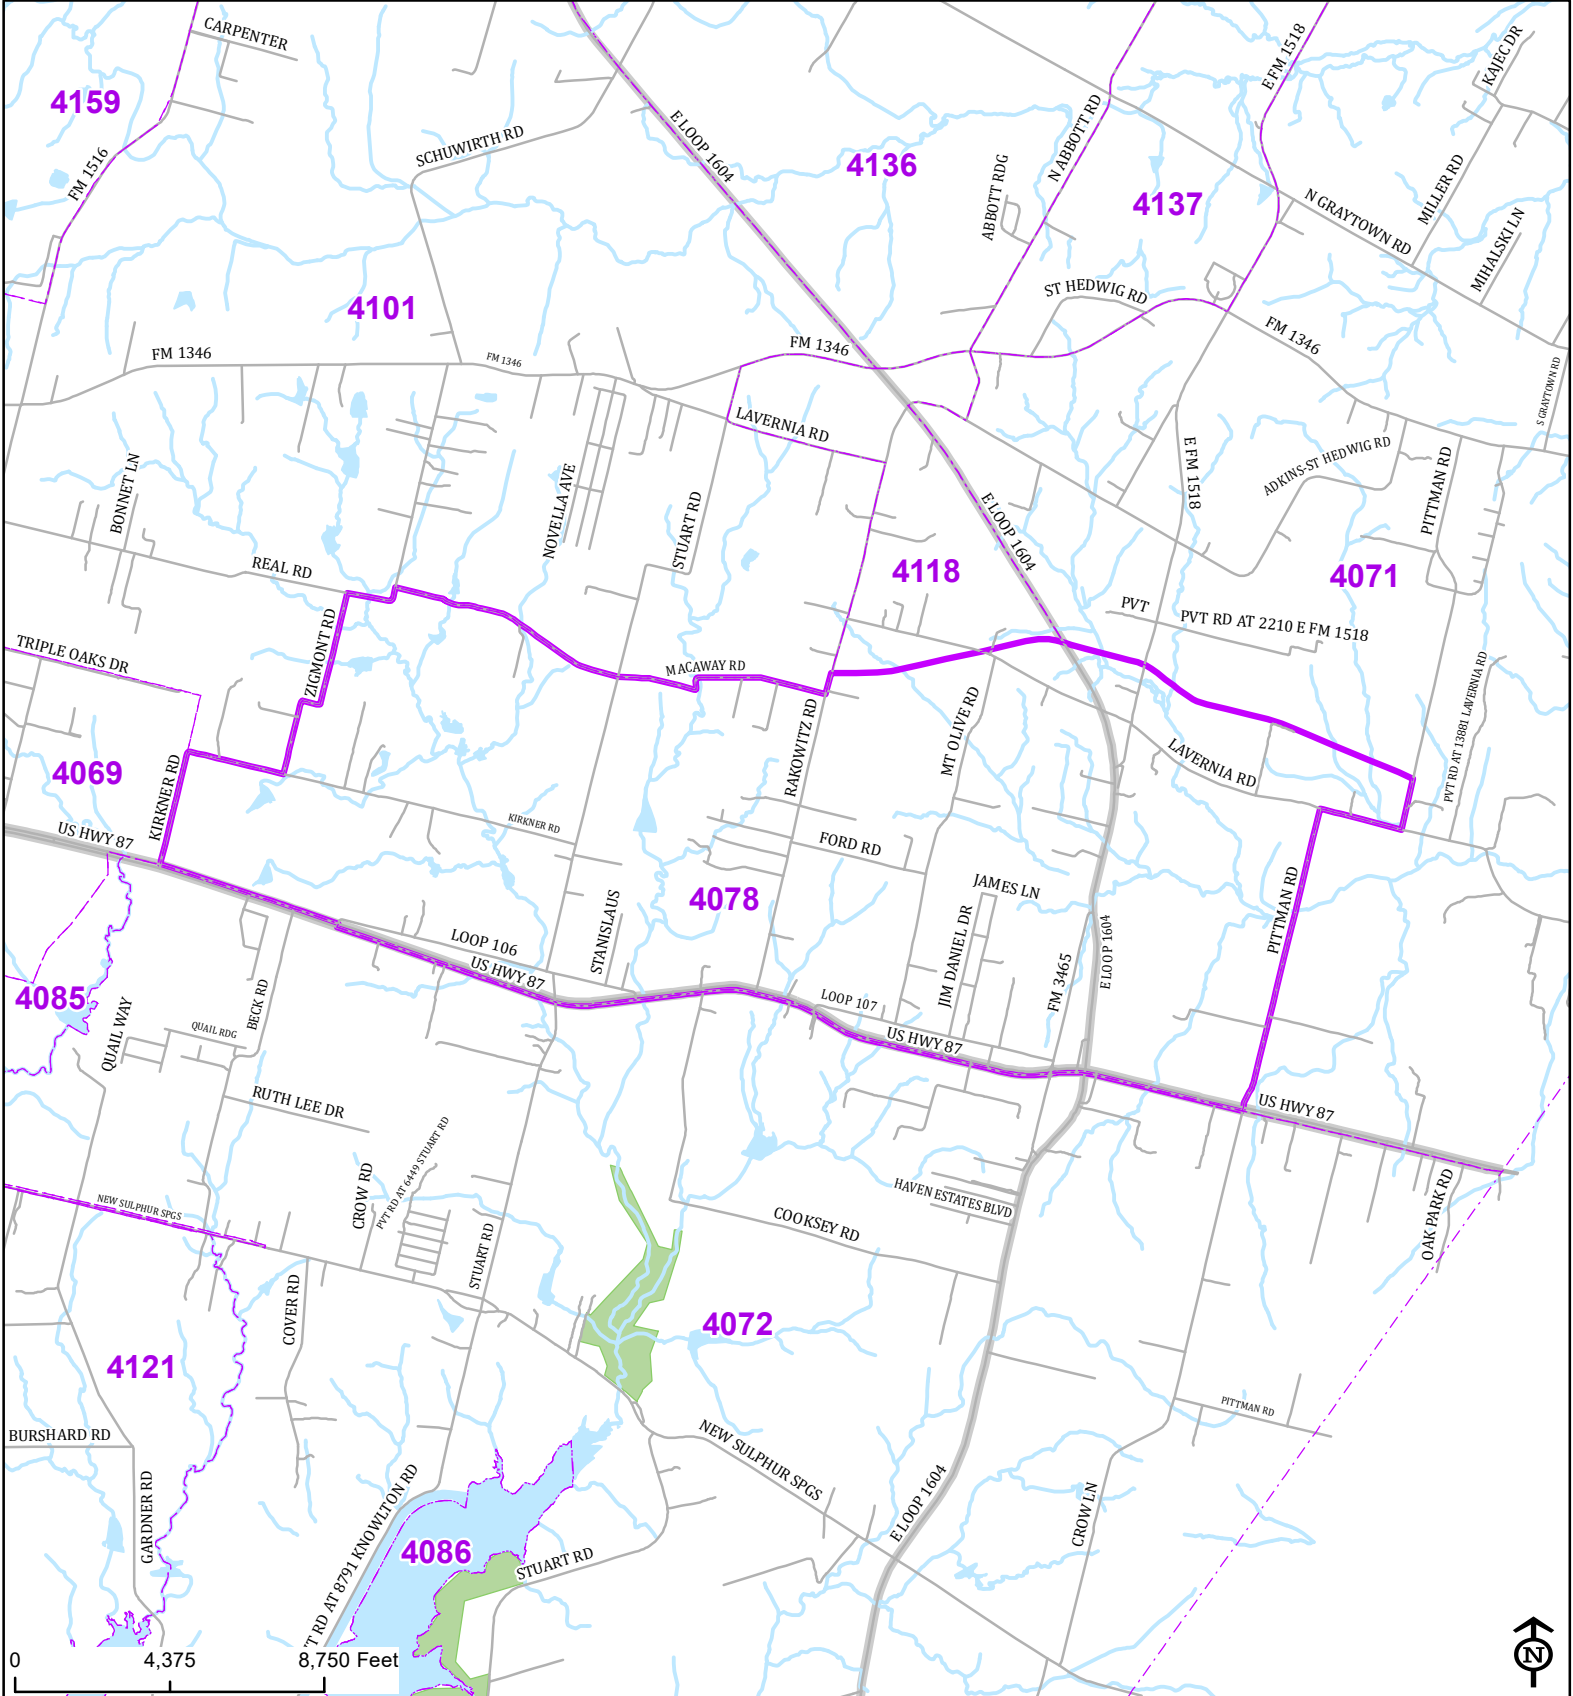 CARPENTER
4159
FM 1516
SCHUWIRTH RD
E LOOP 1604
4136
ABBOTT RDG
N ABBOTT RD
E FM 1518
KAJEC DR
4137
MILLER RD
N GRAYTOWN RD
MIHALSKI LN
4101
ST HEDWIG RD
FM 1346
FM 1346
FM 1346
FM 1346
S GRAYTOWN RD
LAVERNIA RD
BONNET LN
NOVELLA AVE
STUART RD
E LOOP 1604
E FM 1518
ADKINS-ST HEDWIG RD
PITTMAN RD
REAL RD
4118
4071
PVT
PVT RD AT 2210 E FM 1518
TRIPLE OAKS DR
ZIGMONT RD
MACAWAY RD
RAKOWITZ RD
MT OLIVE RD
PVT RD AT 13881 LAVERNIA RD
4069
KIRKNER RD
LAVERNIA RD
US HWY 87
KIRKNER RD
FORD RD
4078
JAMES LN
PITTMAN RD
STANISLAUS
JIM DANIEL DR
E LOOP 1604
LOOP 106
US HWY 87
FM 3465
4085
BECK RD
QUAIL WAY
QUAIL RDG
LOOP 107
US HWY 87
RUTH LEE DR
US HWY 87
PVT RD AT 6449 STUART RD
CROW RD
NEW SULPHUR SPGS
HAVEN ESTATES BLVD
COOKSEY RD
OAK PARK RD
STUART RD
COVER RD
4072
4121
PITTMAN RD
BURSHARD RD
NEW SULPHUR SPGS
GARDNER RD
E LOOP 1604
CROW LN
4086
STUART RD
T RD AT 8791 KNOWLTON RD
0 4,375 8,750 Feet
N